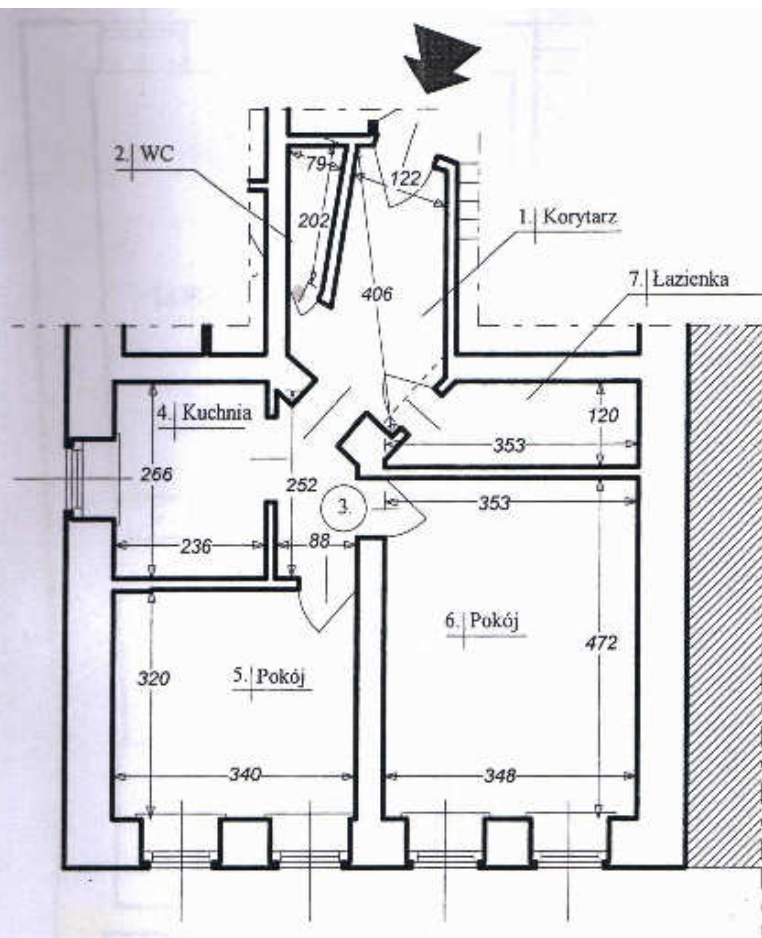 2. WC
79
122
202
1. Korytarz
7. Łazienka
406
4. Kuchnia
120
353
266
252
3.
353
236
88
6. Pokój
472
320
5. Pokój
340
348